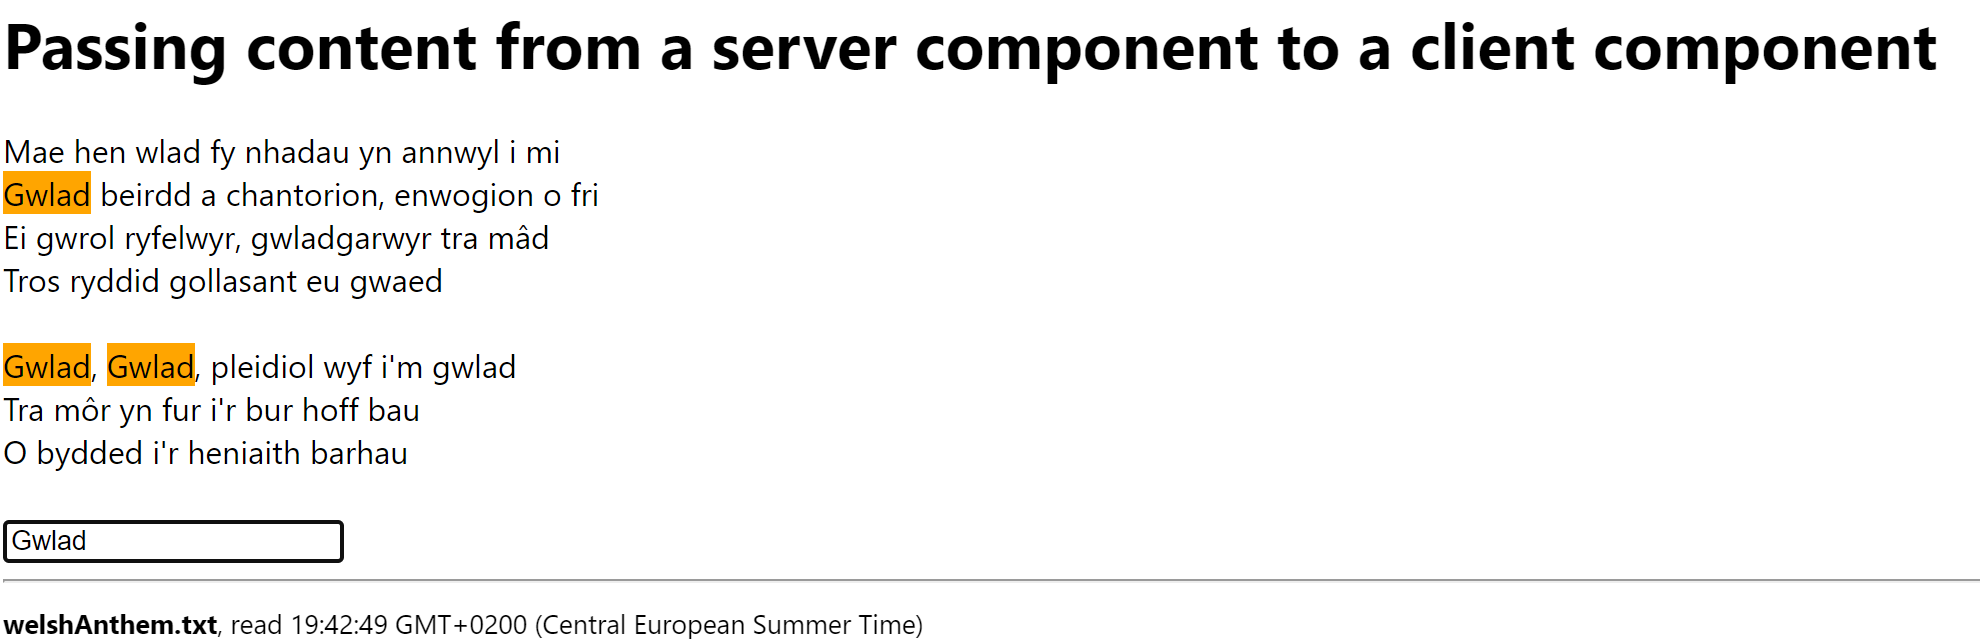 Passing content from a server component to a client component
Mae hen wlad fy nhadau yn annwyl i mi
Gwlad beirdd a chantorion, enwogion o fri
Ei gwrol ryfelwyr, gwladgarwyr tra mâd
Tros ryddid gollasant eu gwaed
Gwlad, Gwlad, pleidiol wyf i'm gwlad
Tra môr yn fur i'r bur hoff bau
O bydded i'r heniaith barhau
Gwlad
welshAnthem.txt, read 19:42:49 GMT+0200 (Central European Summer Time)